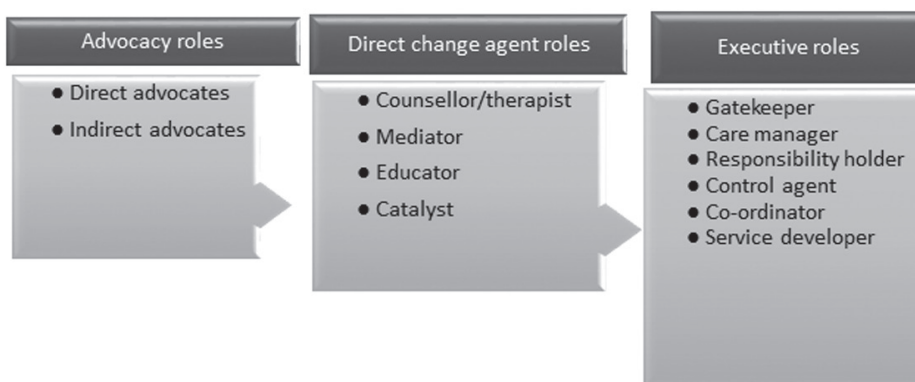 Advocacy roles
● Direct advocates
● Indirect advocates
Direct change agent roles
● Counsellor/therapist
● Mediator
● Educator
● Catalyst
Executive roles
● Gatekeeper
● Care manager
● Responsibility holder
● Control agent
● Co-ordinator
● Service developer